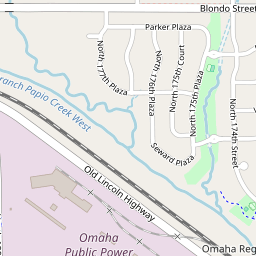 Blondo Street
Parker Plaza
North 177th Plaza
North 176th Plaza
North 175th Court
North 175th Plaza
North 174th Street
ranch Papio Creek West
Seward Plaza
Old Lincoln Highway
Omaha
Public Power
Omaha Reg